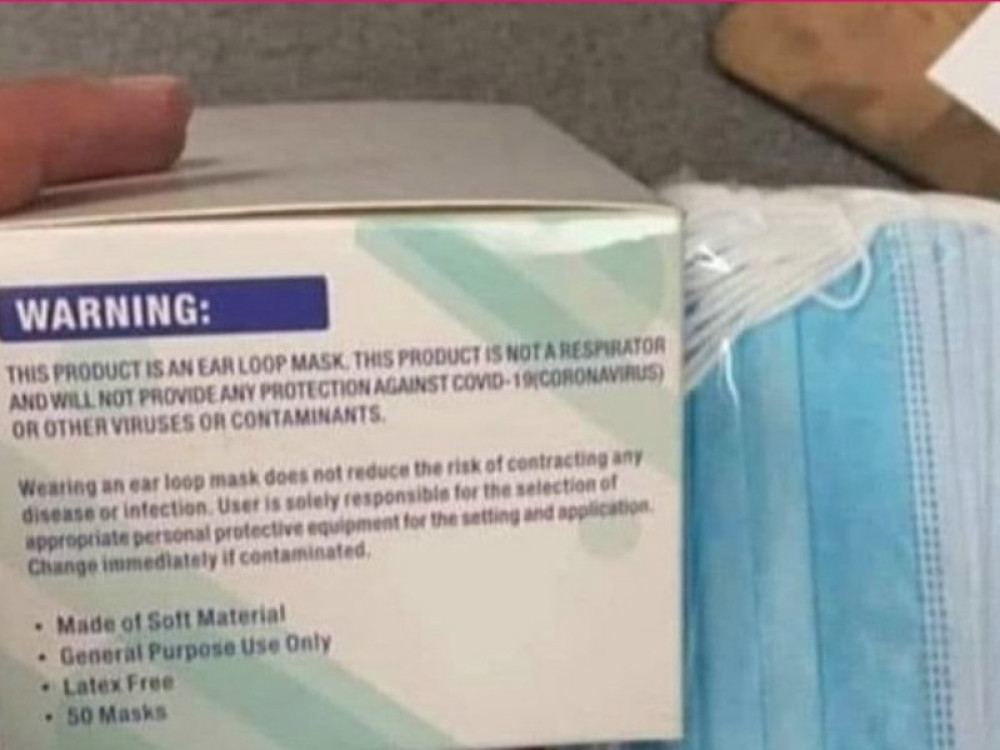 WARNING:
THIS PRODUCT IS AN EAR LOOP MASK. THIS PRODUCT IS NOT A RESPIRATOR
AND WILL NOT PROVIDE ANY PROTECTION AGAINST COVID-19(CORONAVIRUS)
OR OTHER VIRUSES OR CONTAMINANTS.
Wearing an ear loop mask does not reduce the risk of contracting any
disease or infection. User is solely responsible for the selection of
appropriate personal protective equipment for the setting and application.
Change immediately if contaminated.
• Made of Soft Material
• General Purpose Use Only
• Latex Free
• 50 Masks